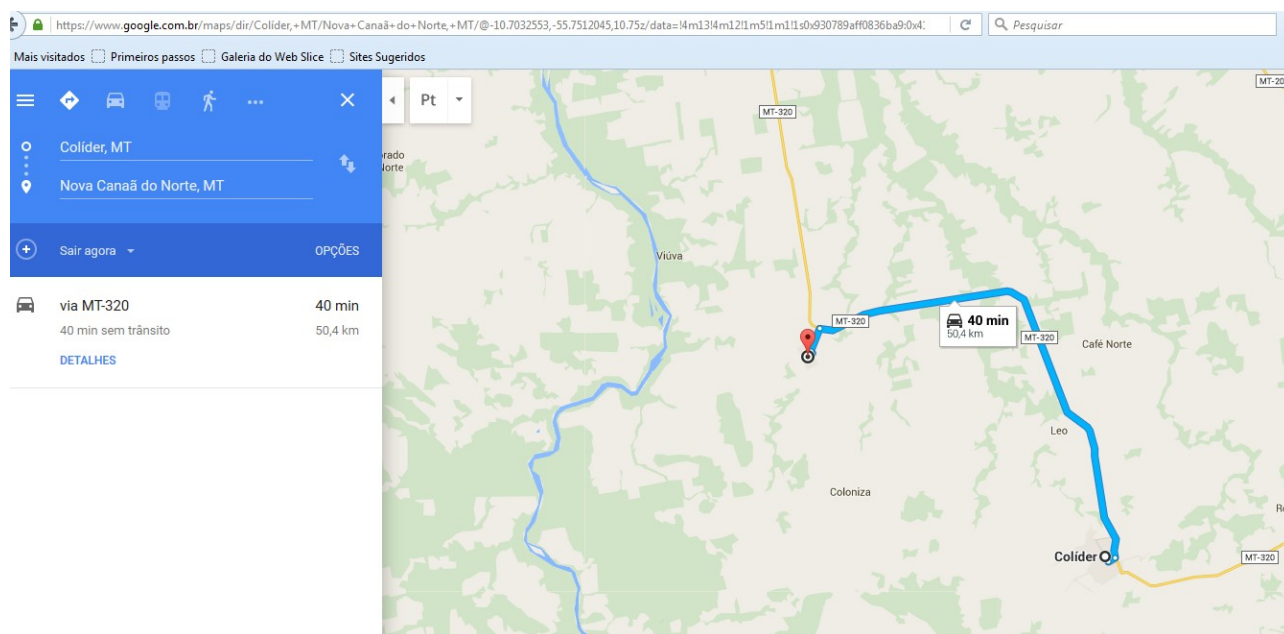 https://www.google.com.br/maps/dir/Colíder,+MT/Nova+Canaã+do+Norte,+MT/@-10.7032553,-55.7512045,10.75z/data=!4m13!4m12!1m5!1m1!1s0x930789aff0836ba9:0x4:
Pesquisar
Mais visitados Primeiros passos Galeria do Web Slice Sites Sugeridos
Pt
Colíder, MT
Nova Canaã do Norte, MT
Sair agora OPÇÕES
via MT-320 40 min
40 min sem trânsito 50,4 km
DETALHES
MT-20
MT-320
rado
Norte
Viúva
MT-320
40 min
50,4 km
MT-320
Café Norte
Leo
Coloniza
Colíder
MT-320